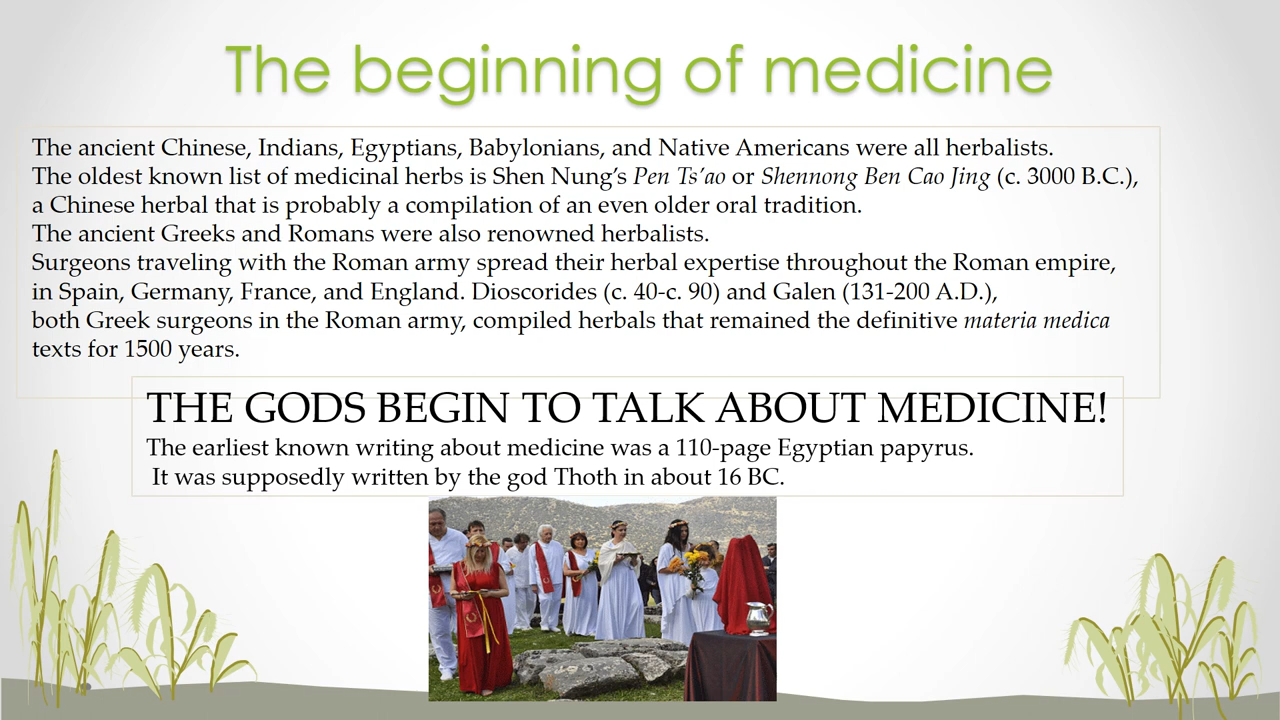 The beginning of medicine
The ancient Chinese, Indians, Egyptians, Babylonians, and Native Americans were all herbalists.
The oldest known list of medicinal herbs is Shen Nung’s Pen Ts’ao or Shennong Ben Cao Jing (c. 3000 B.C.),
a Chinese herbal that is probably a compilation of an even older oral tradition.
The ancient Greeks and Romans were also renowned herbalists.
Surgeons traveling with the Roman army spread their herbal expertise throughout the Roman empire,
in Spain, Germany, France, and England. Dioscorides (c. 40-c. 90) and Galen (131-200 A.D.),
both Greek surgeons in the Roman army, compiled herbals that remained the definitive materia medica
texts for 1500 years.
THE GODS BEGIN TO TALK ABOUT MEDICINE!
The earliest known writing about medicine was a 110-page Egyptian papyrus.
It was supposedly written by the god Thoth in about 16 BC.